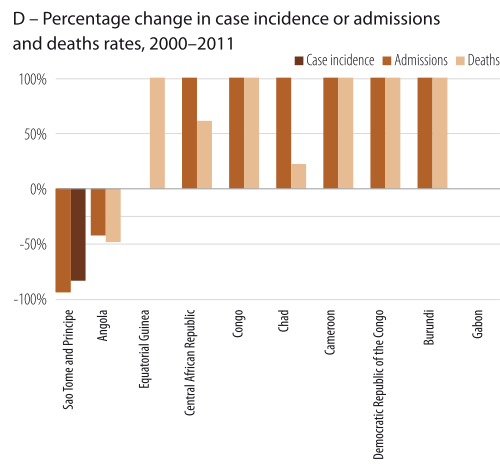 D – Percentage change in case incidence or admissions
and deaths rates, 2000–2011
Case incidence Admissions Deaths
100%
50%
0%
-50%
-100%
Sao Tome and Principe
Angola
Equatorial Guinea
Central African Republic
Congo
Chad
Cameroon
Democratic Republic of the Congo
Burundi
Gabon